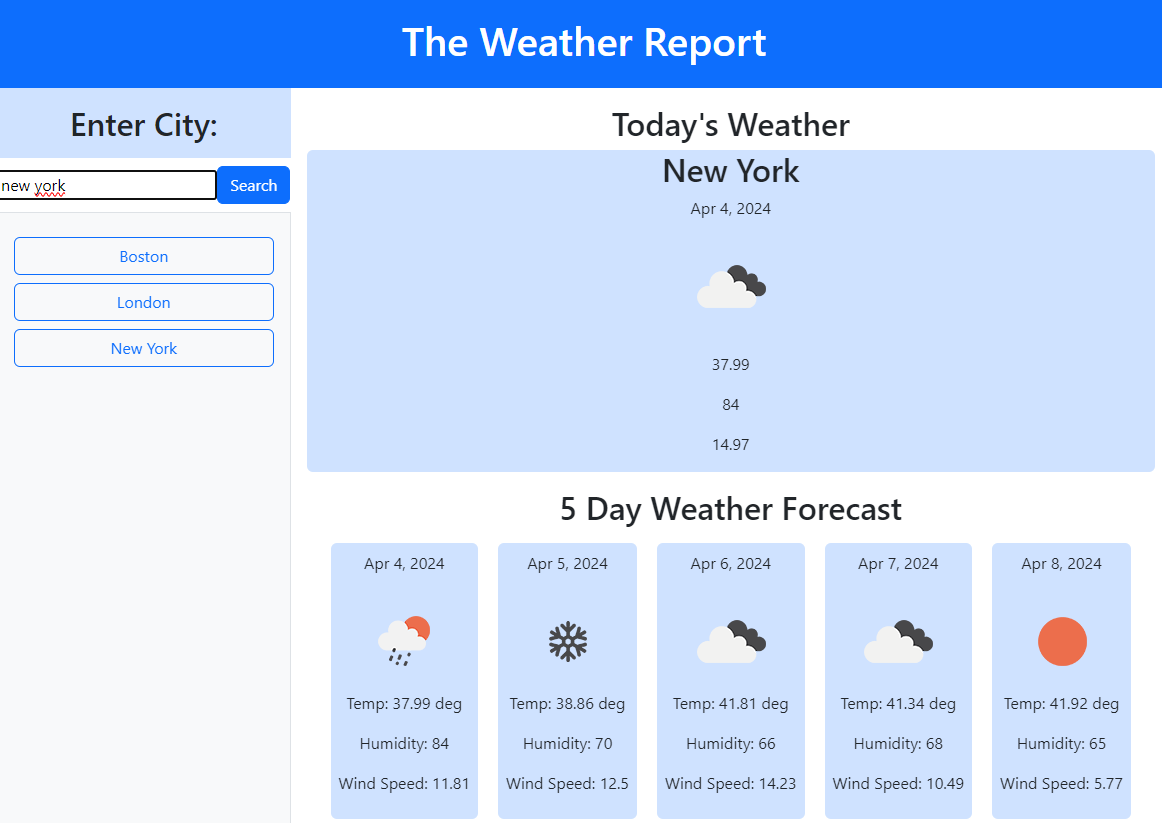 The Weather Report
Enter City:
new york
Search
Boston
London
New York
Today's Weather
New York
Apr 4, 2024
37.99
84
14.97
5 Day Weather Forecast
Apr 4, 2024
Temp: 37.99 deg
Humidity: 84
Wind Speed: 11.81
Apr 5, 2024
Temp: 38.86 deg
Humidity: 70
Wind Speed: 12.5
Apr 6, 2024
Temp: 41.81 deg
Humidity: 66
Wind Speed: 14.23
Apr 7, 2024
Temp: 41.34 deg
Humidity: 68
Wind Speed: 10.49
Apr 8, 2024
Temp: 41.92 deg
Humidity: 65
Wind Speed: 5.77